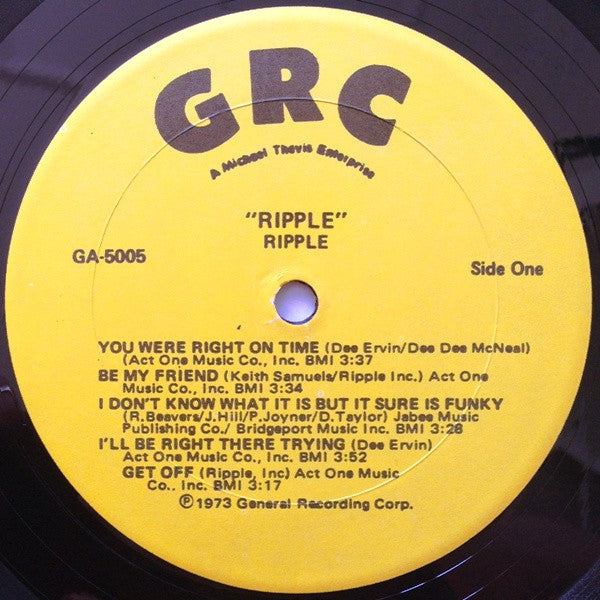 GRC
A Michael Thevis Enterprise
"RIPPLE"
RIPPLE
GA-5005
Side One
YOU WERE RIGHT ON TIME (Dee Ervin/Dee Dee McNeal)
(Act One Music Co., Inc. BMI 3:37
BE MY FRIEND (Keith Samuels/Ripple Inc.) Act One
Music Co., Inc. BMI 3:34
I DON'T KNOW WHAT IT IS BUT IT SURE IS FUNKY
(R.Beavers/J.Hill/P.Joyner/D.Taylor) Jabee Music
Publishing Co./ Bridgeport Music Inc. BMI 3:28
I'LL BE RIGHT THERE TRYING (Dee Ervin)
Act One Music Co., Inc. BMI 3:52
GET OFF (Ripple, Inc) Act One Music
Co., Inc. BMI 3:17
℗1973 General Recording Corp.